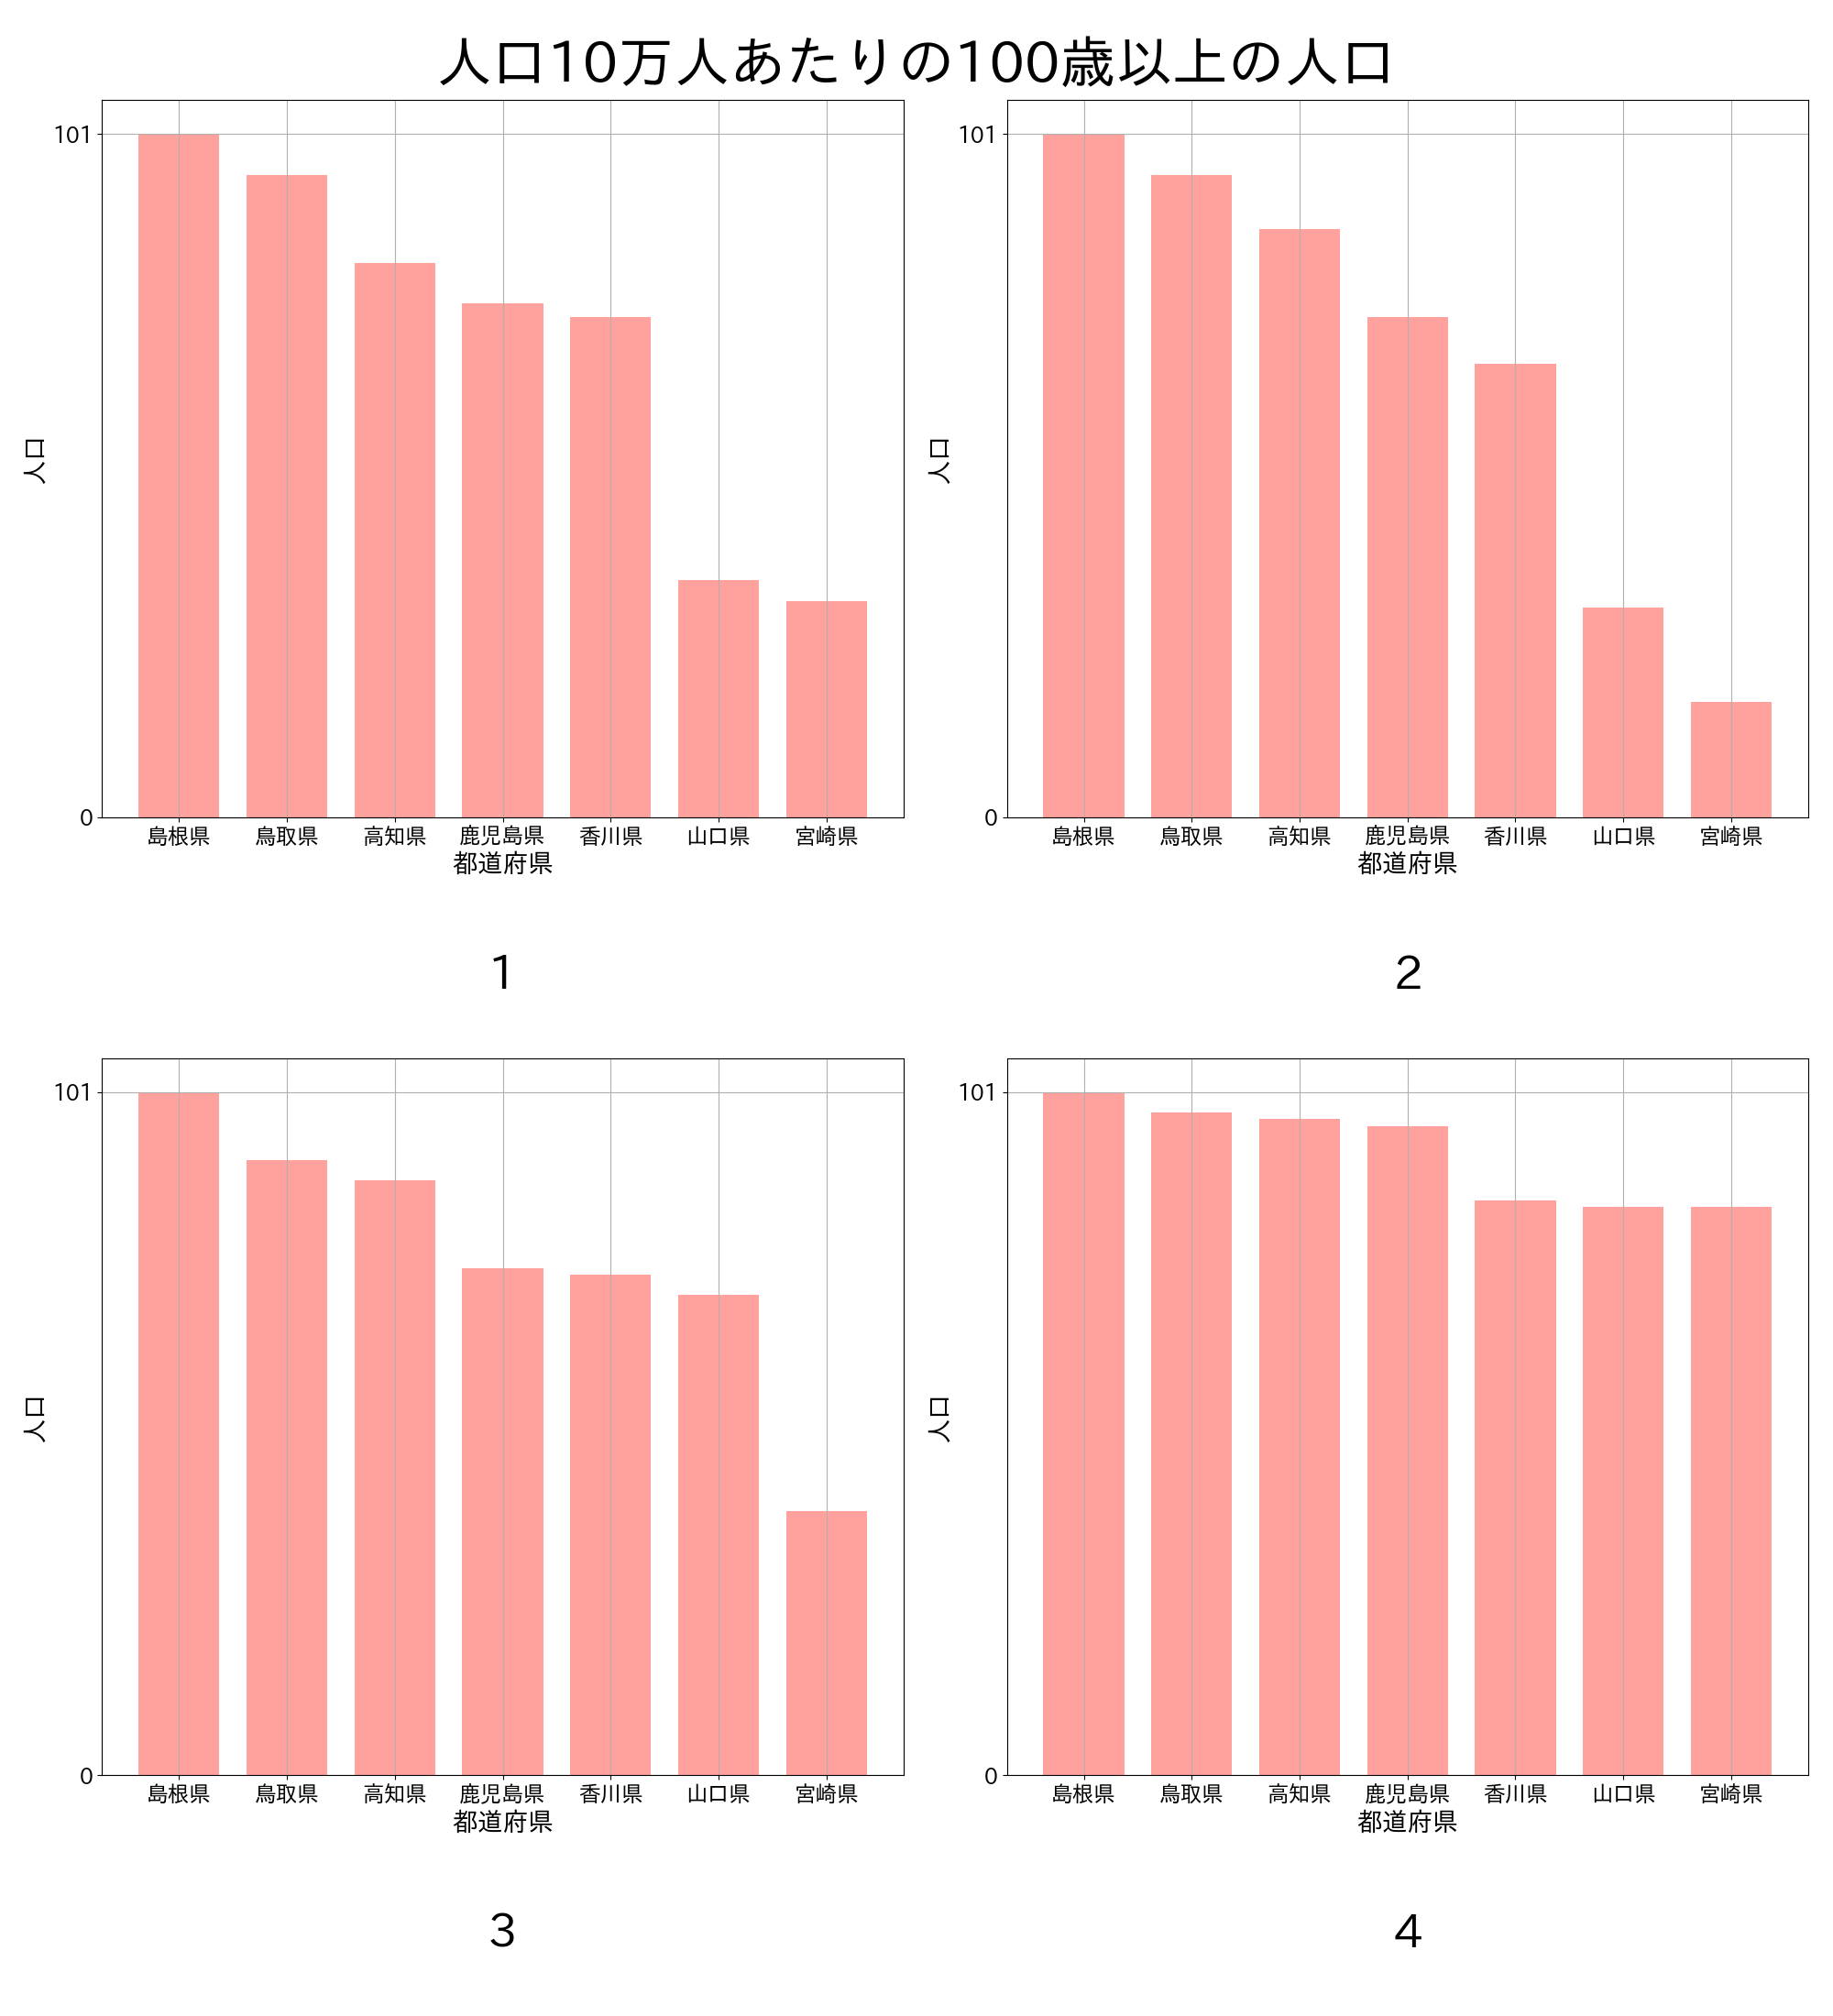 人口10万人あたりの100歳以上の人口
101
0
人口
島根県 鳥取県 高知県 鹿児島県 香川県 山口県 宮崎県
都道府県
1
101
0
人口
島根県 鳥取県 高知県 鹿児島県 香川県 山口県 宮崎県
都道府県
2
101
0
人口
島根県 鳥取県 高知県 鹿児島県 香川県 山口県 宮崎県
都道府県
3
101
0
人口
島根県 鳥取県 高知県 鹿児島県 香川県 山口県 宮崎県
都道府県
4